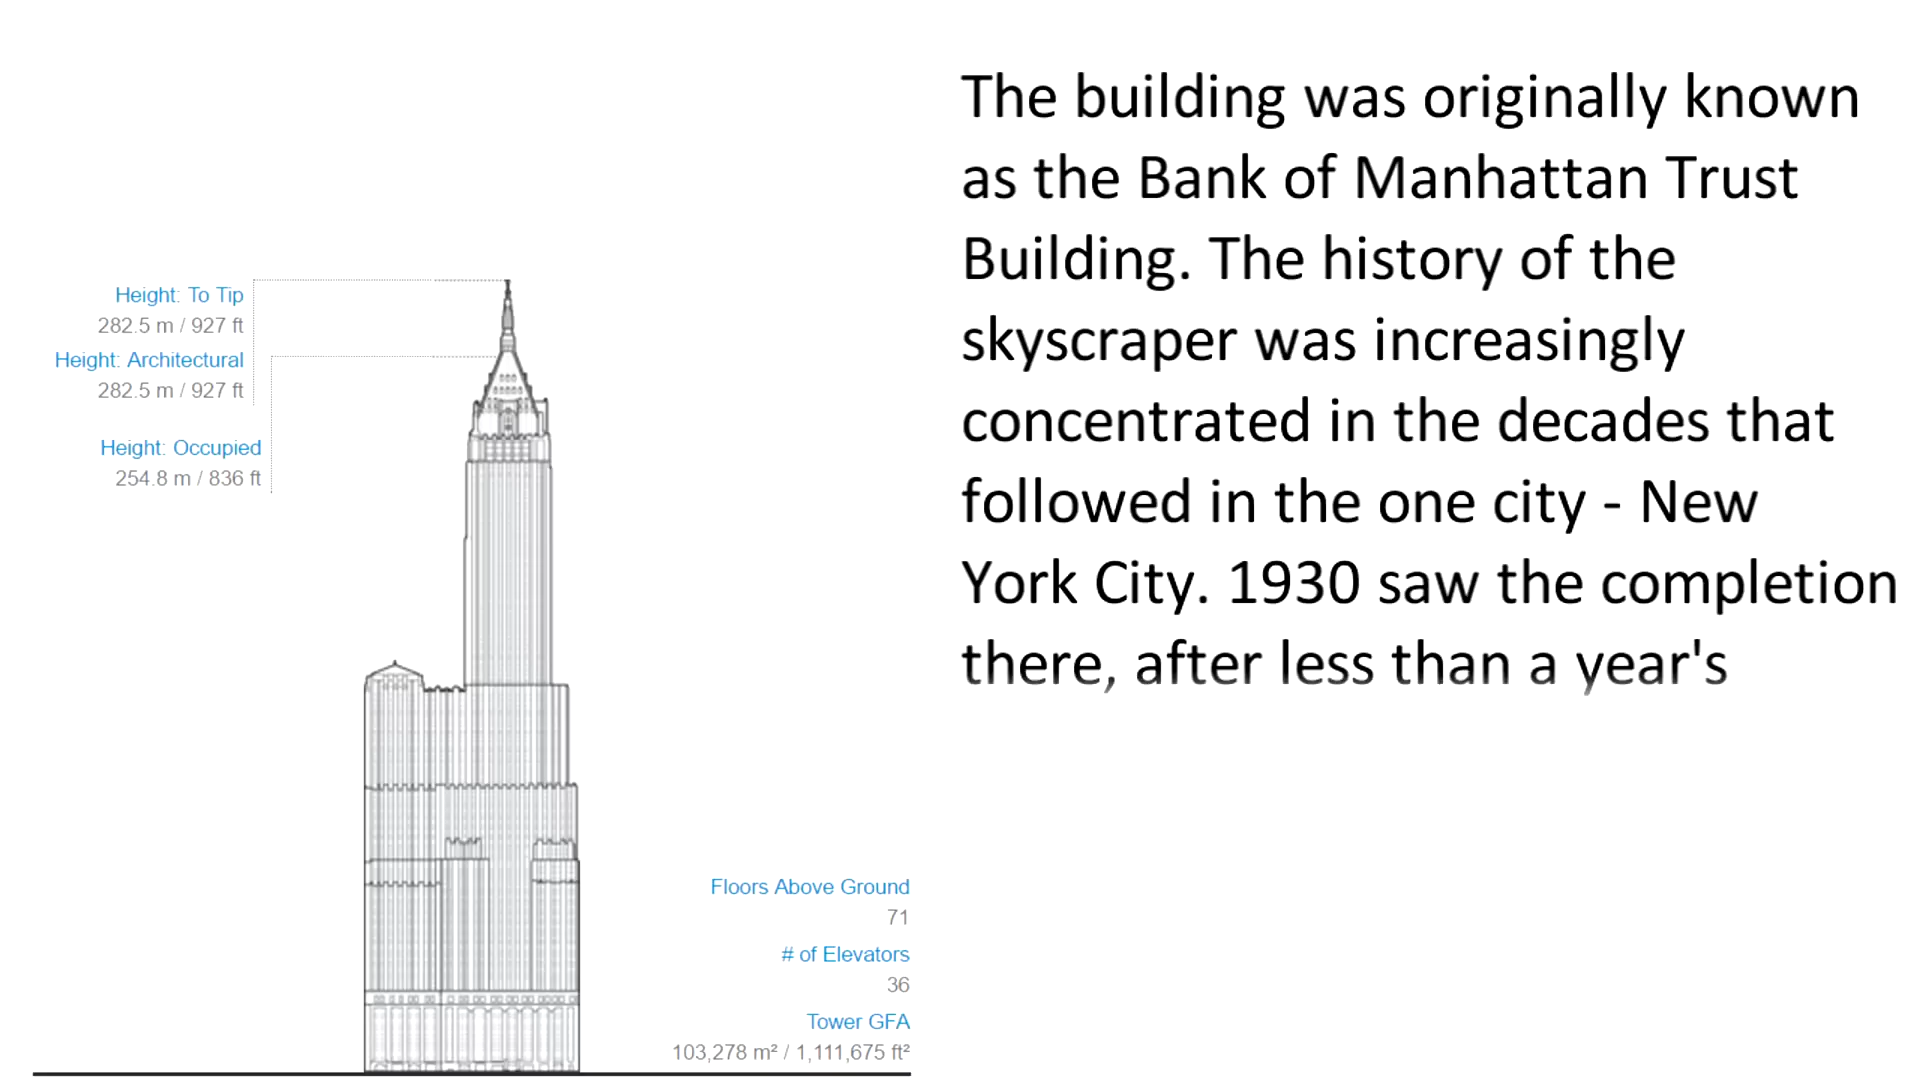 The building was originally known
as the Bank of Manhattan Trust
Building. The history of the
skyscraper was increasingly
concentrated in the decades that
followed in the one city - New
York City. 1930 saw the completion
there, after less than a year's
Height: To Tip
282.5 m / 927 ft
Height: Architectural
282.5 m / 927 ft
Height: Occupied
254.8 m / 836 ft
Floors Above Ground
71
# of Elevators
36
Tower GFA
103,278 m² / 1,111,675 ft²